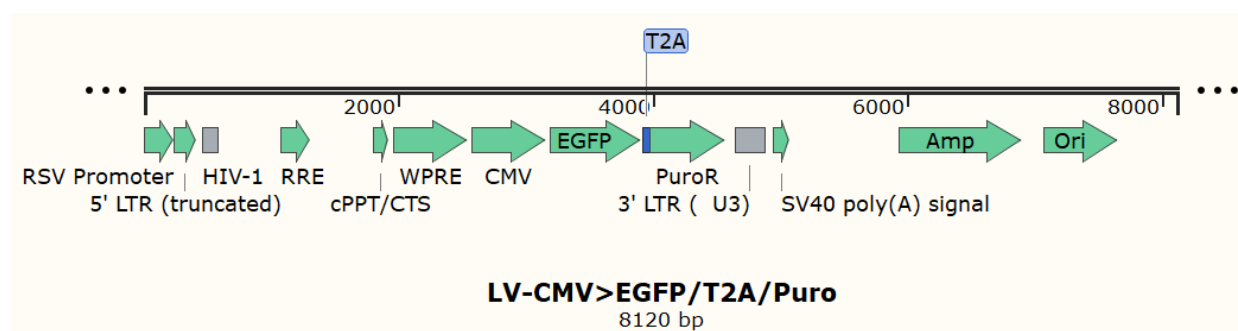 T2A
2000 4000 6000 8000
EGFP Amp Ori
RSV Promoter HIV-1 RRE WPRE CMV PuroR
5' LTR (truncated) cPPT/CTS 3' LTR ( U3) SV40 poly(A) signal
LV-CMV>EGFP/T2A/Puro
8120 bp